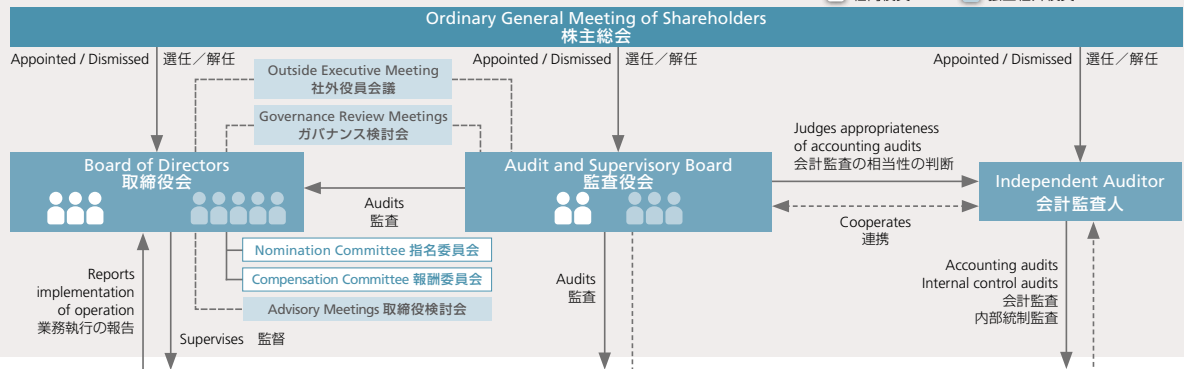 Ordinary General Meeting of Shareholders
株主総会
Appointed / Dismissed 選任／解任
Appointed / Dismissed 選任／解任
Appointed / Dismissed 選任／解任
Outside Executive Meeting
社外役員会議
Governance Review Meetings
ガバナンス検討会
Judges appropriateness
of accounting audits
会計監査の相当性の判断
Board of Directors
取締役会
Audits
監査
Audit and Supervisory Board
監査役会
Independent Auditor
会計監査人
Cooperates
連携
Nomination Committee 指名委員会
Compensation Committee 報酬委員会
Advisory Meetings 取締役検討会
Reports
implementation
of operation
業務執行の報告
Supervises 監督
Audits
監査
Accounting audits
Internal control audits
会計監査
内部統制監査